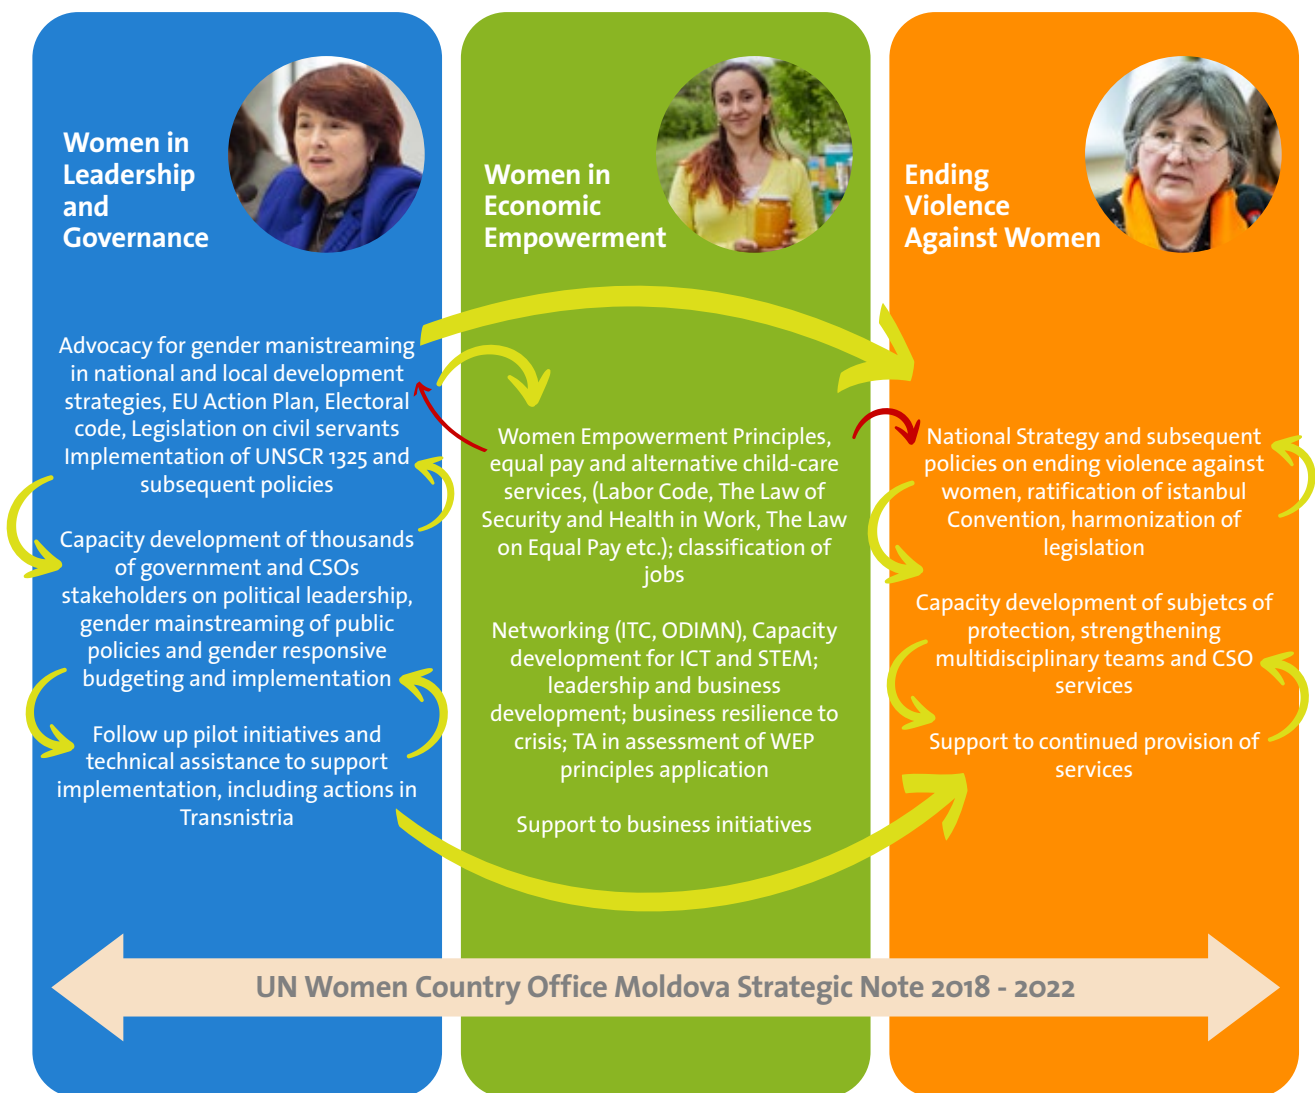 Women in
Leadership
and
Governance
Advocacy for gender manistreaming
in national and local development
strategies, EU Action Plan, Electoral
code, Legislation on civil servants
Implementation of UNSCR 1325 and
subsequent policies
Capacity development of thousands
of government and CSOs
stakeholders on political leadership,
gender mainstreaming of public
policies and gender responsive
budgeting and implementation
Follow up pilot initiatives and
technical assistance to support
implementation, including actions in
Transnistria
Women in
Economic
Empowerment
Women Empowerment Principles,
equal pay and alternative child-care
services, (Labor Code, The Law of
Security and Health in Work, The Law
on Equal Pay etc.); classification of
jobs
Networking (ITC, ODIMN), Capacity
development for ICT and STEM;
leadership and business
development; business resilience to
crisis; TA in assessment of WEP
principles application
Support to business initiatives
Ending
Violence
Against Women
National Strategy and subsequent
policies on ending violence against
women, ratification of istanbul
Convention, harmonization of
legislation
Capacity development of subjetcs of
protection, strengthening
multidisciplinary teams and CSO
services
Support to continued provision of
services
UN Women Country Office Moldova Strategic Note 2018 - 2022